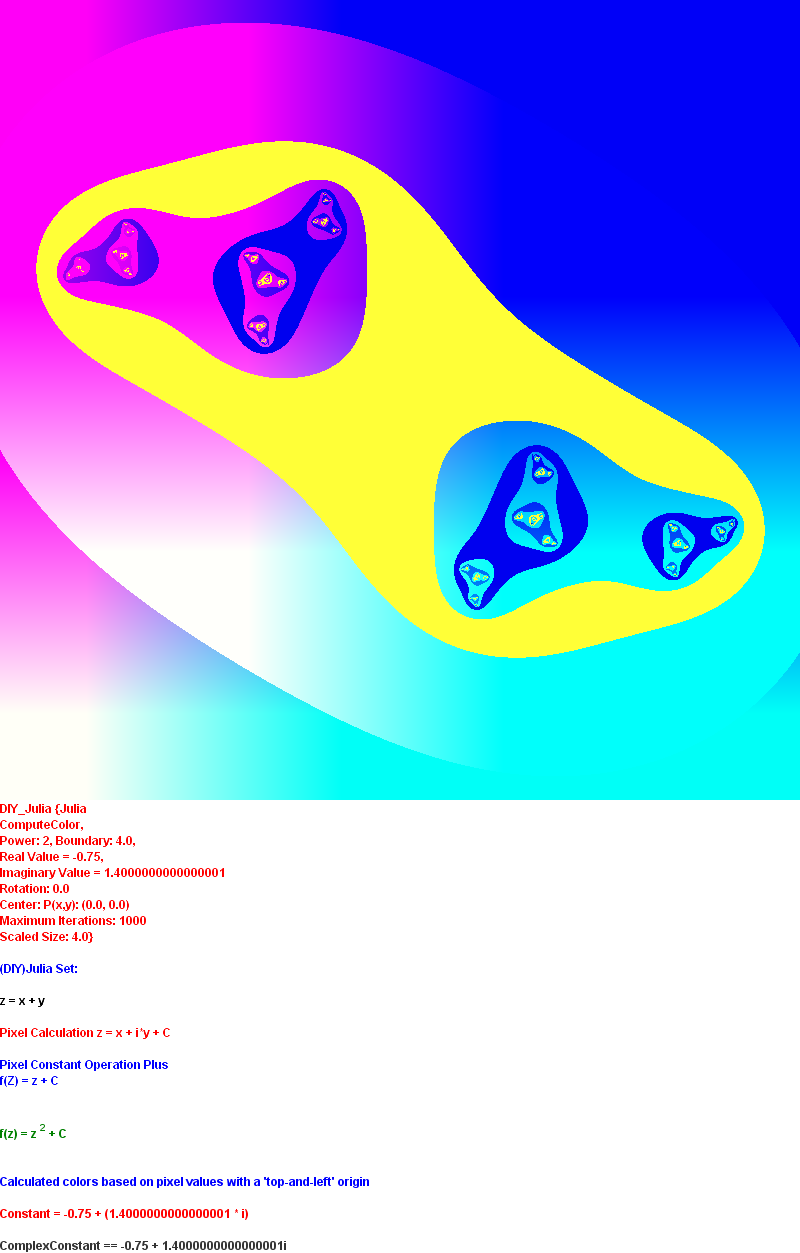 DIY_Julia {Julia
ComputeColor,
Power: 2, Boundary: 4.0,
Real Value = -0.75,
Imaginary Value = 1.4000000000000001
Rotation: 0.0
Center: P(x,y): (0.0, 0.0)
Maximum Iterations: 1000
Scaled Size: 4.0}
(DIY)Julia Set:
z = x + y
Pixel Calculation z = x + i*y + C
Pixel Constant Operation Plus
f(Z) = z + C
f(z) = z 2 + C
Calculated colors based on pixel values with a 'top-and-left' origin
Constant = -0.75 + (1.4000000000000001 * i)
ComplexConstant == -0.75 + 1.4000000000000001i